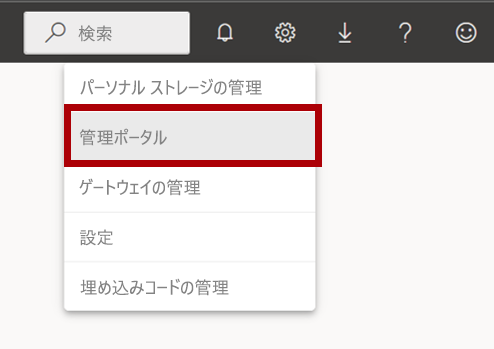 検索
パーソナル ストレージの管理
管理ポータル
ゲートウェイの管理
設定
埋め込みコードの管理